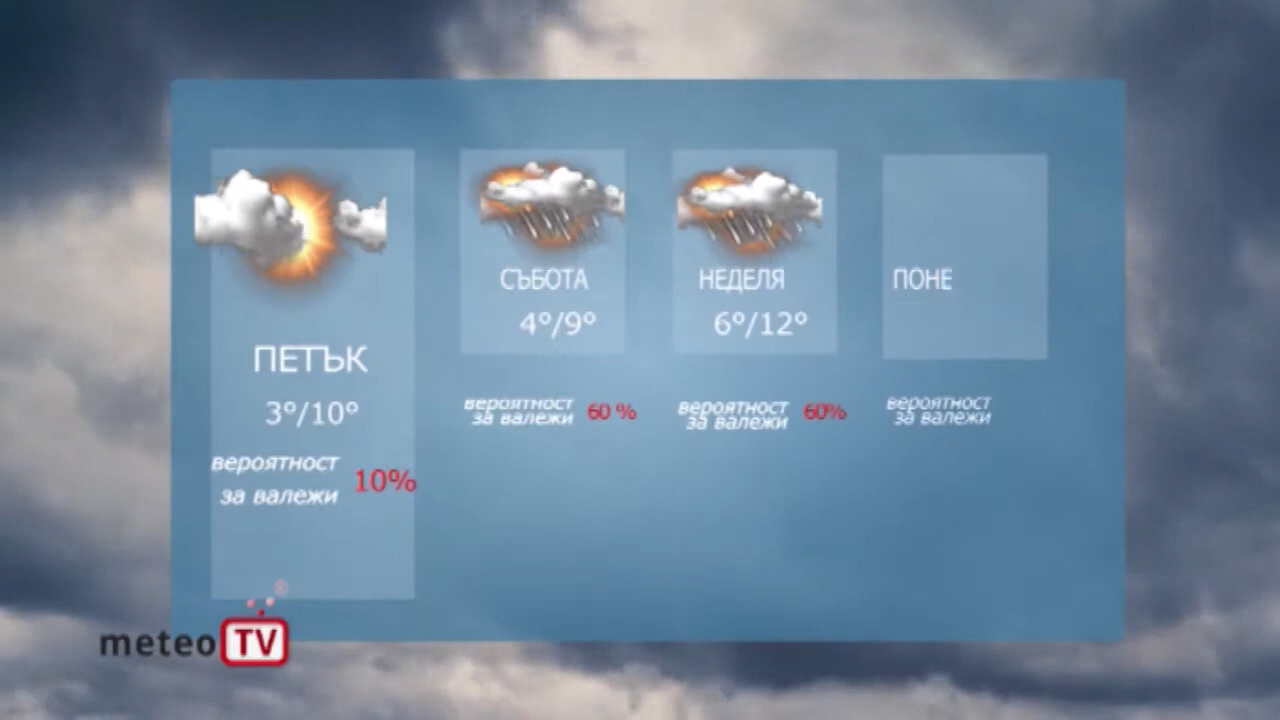 ПЕТЪК
3°/10°
вероятност
за валежи
10%
СЪБОТА
4°/9°
вероятност
за валежи
60 %
НЕДЕЛЯ
6°/12°
вероятност
за валежи
60%
ПОНЕ
вероятност
за валежи
meteo TV